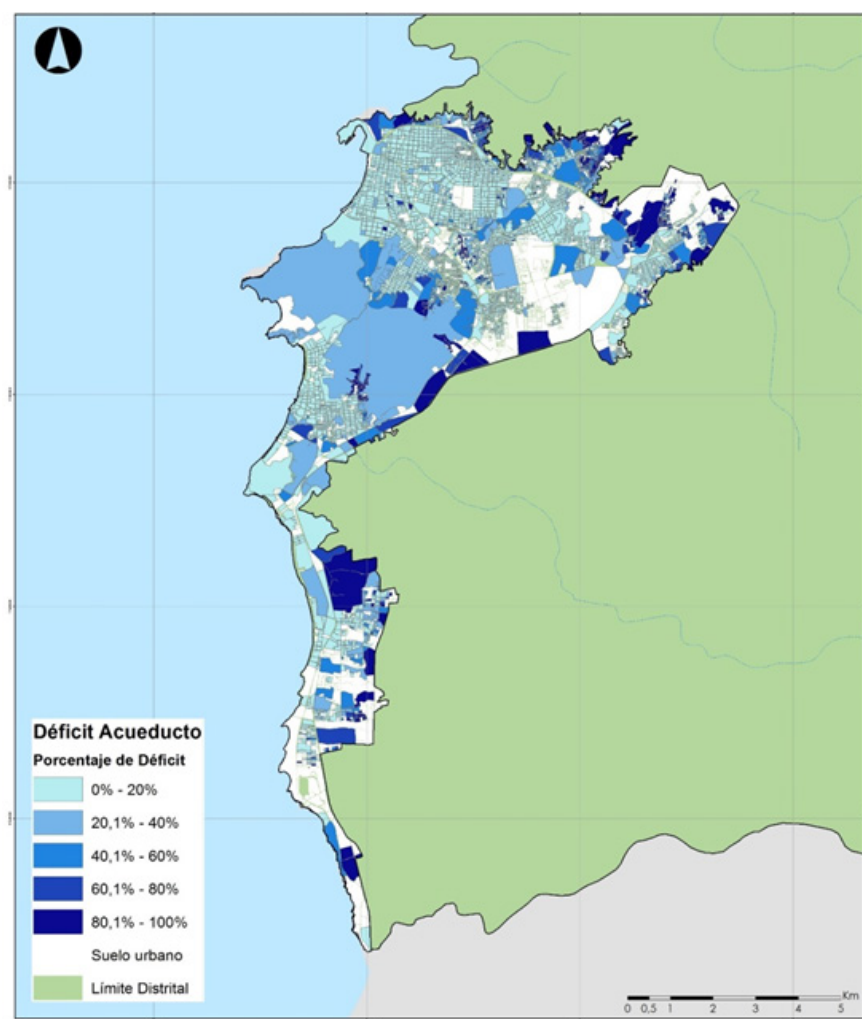 Déficit Acueducto
Porcentaje de Déficit
0% - 20%
20,1% - 40%
40,1% - 60%
60,1% - 80%
80,1% - 100%
Suelo urbano
Límite Distrital
Km
0 0,5 1 2 3 4 5